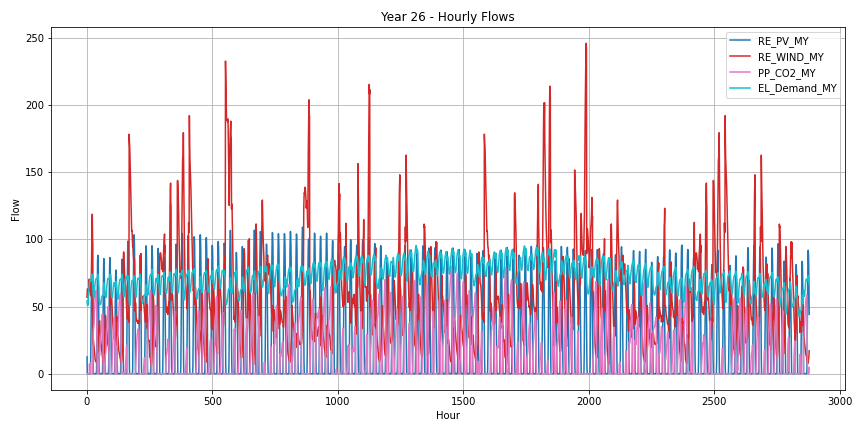 Year 26 - Hourly Flows
RE_PV_MY
RE_WIND_MY
PP_CO2_MY
EL_Demand_MY
250
200
150
100
50
0
Flow
0
500
1000
1500
2000
2500
3000
Hour